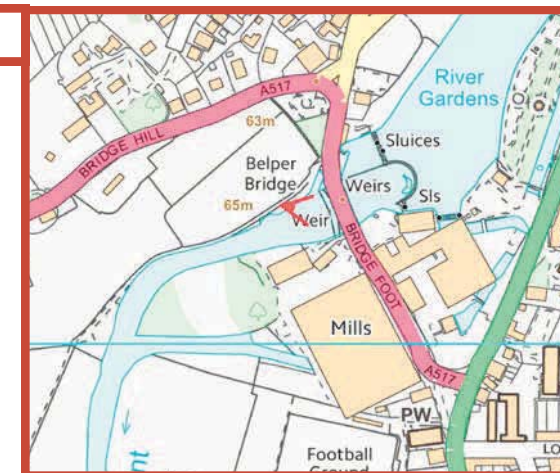 A517
River
Gardens
BRIDGE HILL
63m
Sluices
Belper
Bridge
Weirs
65m
Sls
Weir
BRIDGE FOOT
Mills
A517
PW
Football